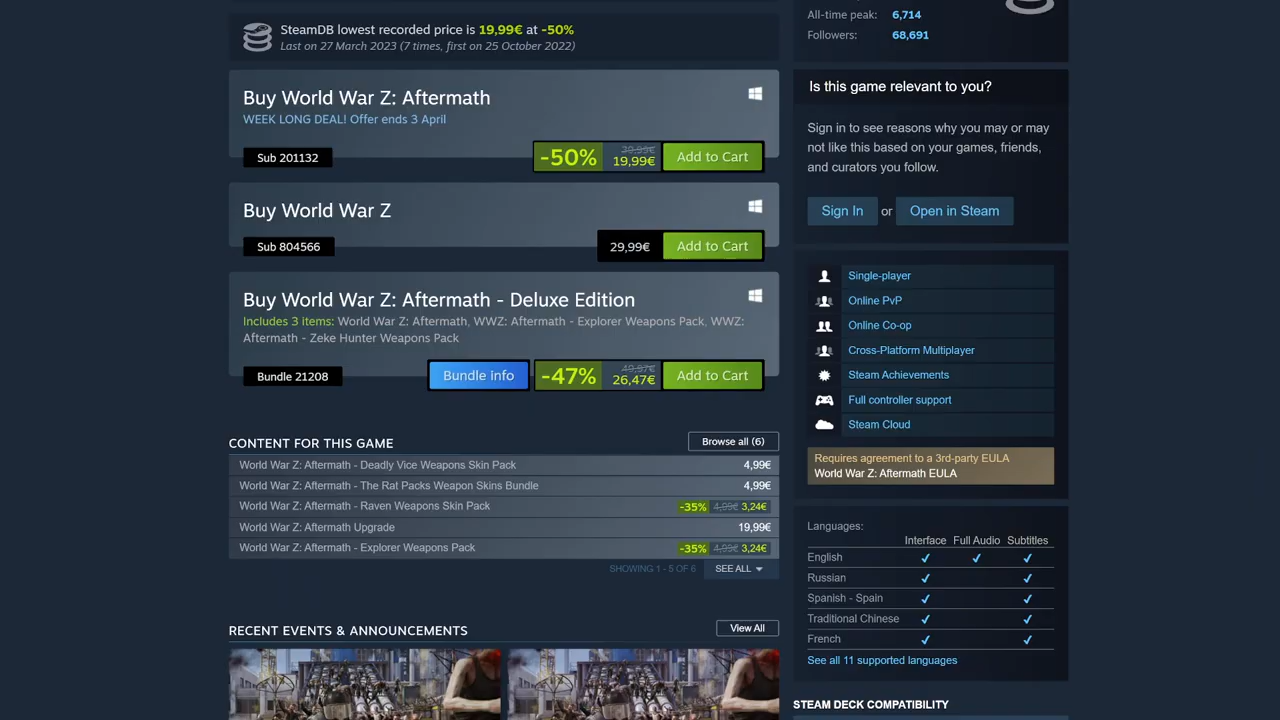 SteamDB lowest recorded price is 19,99€ at -50%
Last on 27 March 2023 (7 times, first on 25 October 2022)
Buy World War Z: Aftermath
WEEK LONG DEAL! Offer ends 3 April
Sub 201132
-50%
39,99€
19,99€
Add to Cart
Buy World War Z
Sub 804566
29,99€
Add to Cart
Buy World War Z: Aftermath - Deluxe Edition
Includes 3 items: World War Z: Aftermath, WWZ: Aftermath - Explorer Weapons Pack, WWZ:
Aftermath - Zeke Hunter Weapons Pack
Bundle 21208
Bundle info
-47%
49,97€
26,47€
Add to Cart
CONTENT FOR THIS GAME
Browse all (6)
World War Z: Aftermath - Deadly Vice Weapons Skin Pack 4,99€
World War Z: Aftermath - The Rat Packs Weapon Skins Bundle 4,99€
World War Z: Aftermath - Raven Weapons Skin Pack -35% 4,99€ 3,24€
World War Z: Aftermath Upgrade 19,99€
World War Z: Aftermath - Explorer Weapons Pack -35% 4,99€ 3,24€
SHOWING 1 - 5 OF 6 SEE ALL
RECENT EVENTS & ANNOUNCEMENTS
View All
All-time peak: 6,714
Followers: 68,691
Is this game relevant to you?
Sign in to see reasons why you may or may
not like this based on your games, friends,
and curators you follow.
Sign In or Open in Steam
Single-player
Online PvP
Online Co-op
Cross-Platform Multiplayer
Steam Achievements
Full controller support
Steam Cloud
Requires agreement to a 3rd-party EULA
World War Z: Aftermath EULA
Languages:
Interface Full Audio Subtitles
English ✔ ✔ ✔
Russian ✔ ✔
Spanish - Spain ✔ ✔
Traditional Chinese ✔ ✔
French ✔ ✔
See all 11 supported languages
STEAM DECK COMPATIBILITY